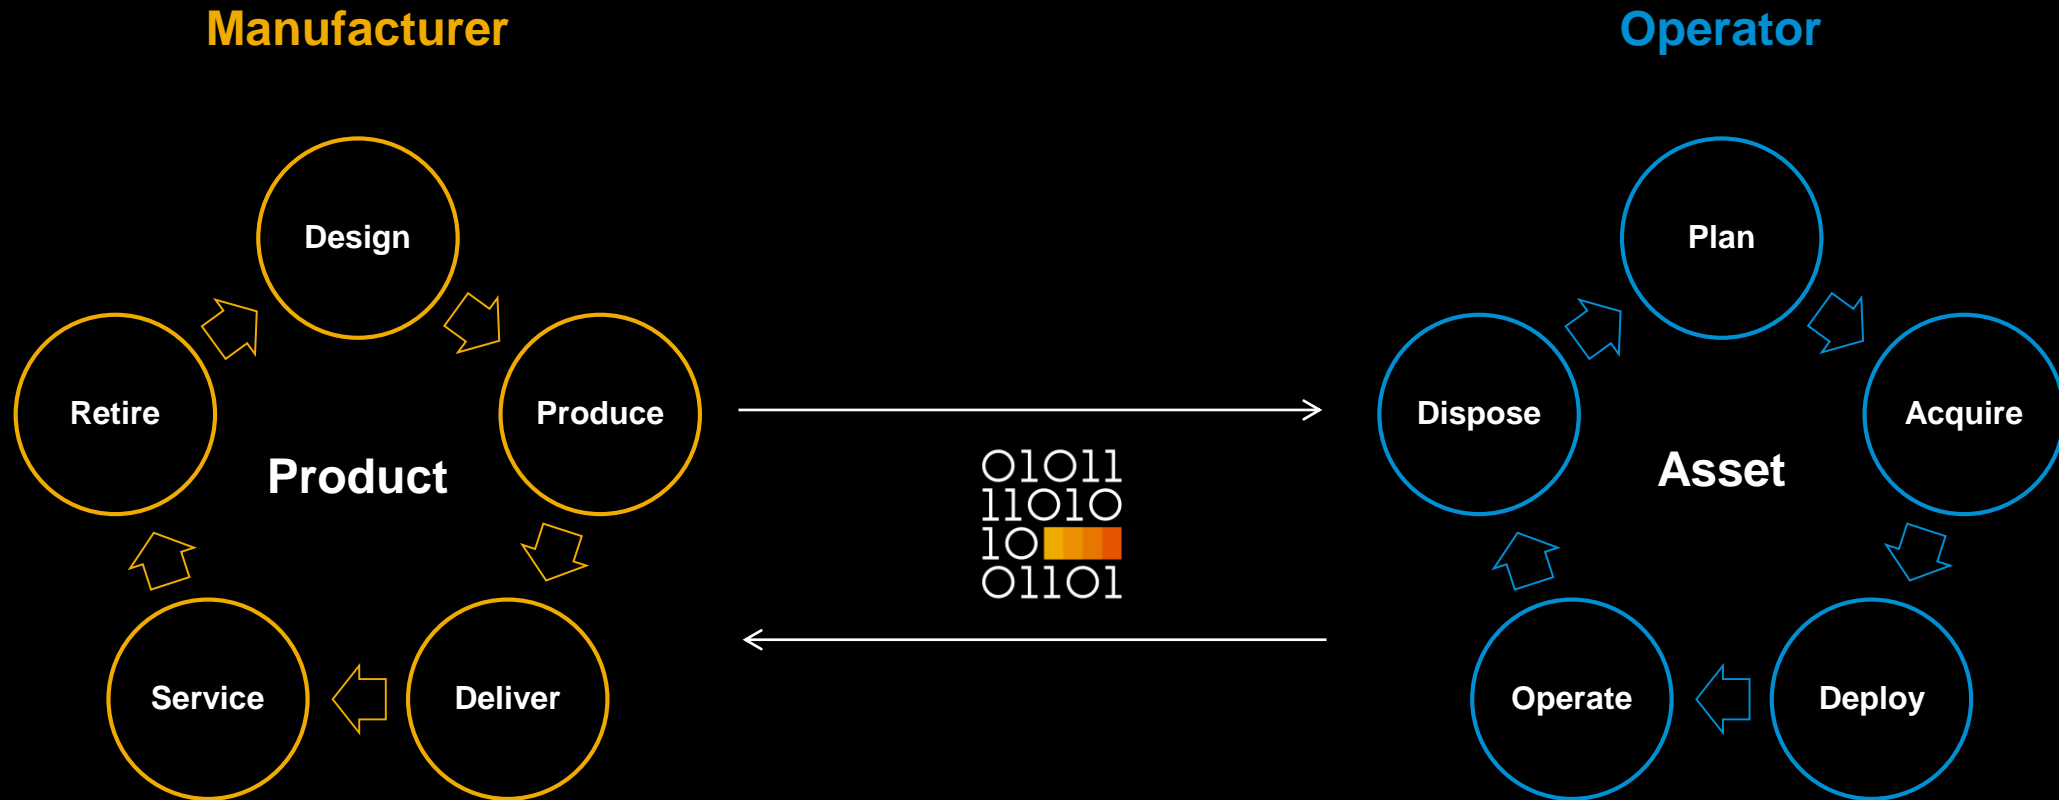 Manufacturer
Operator
Design
Produce
Deliver
Service
Retire
Product
01011
11010
10
01101
Plan
Acquire
Deploy
Operate
Dispose
Asset